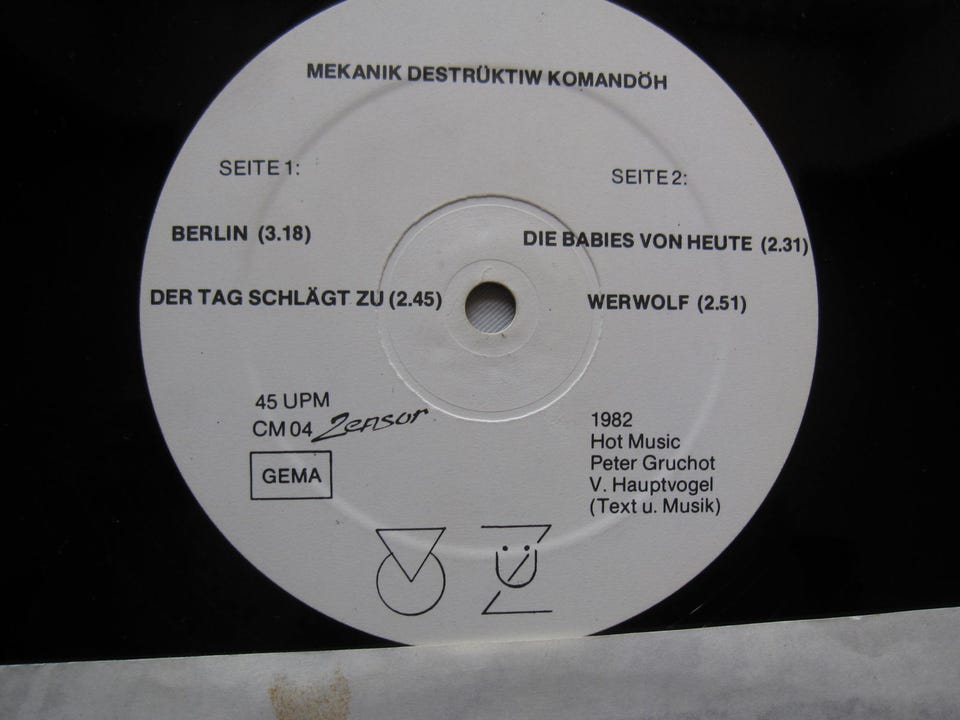 MEKANIK DESTRÜKTIW KOMANDÖH
SEITE 1:
BERLIN (3.18)
DER TAG SCHLÄGT ZU (2.45)
SEITE 2:
DIE BABIES VON HEUTE (2.31)
WERWOLF (2.51)
45 UPM
CM 04 Zensor
GEMA
1982
Hot Music
Peter Gruchot
V. Hauptvogel
(Text u. Musik)